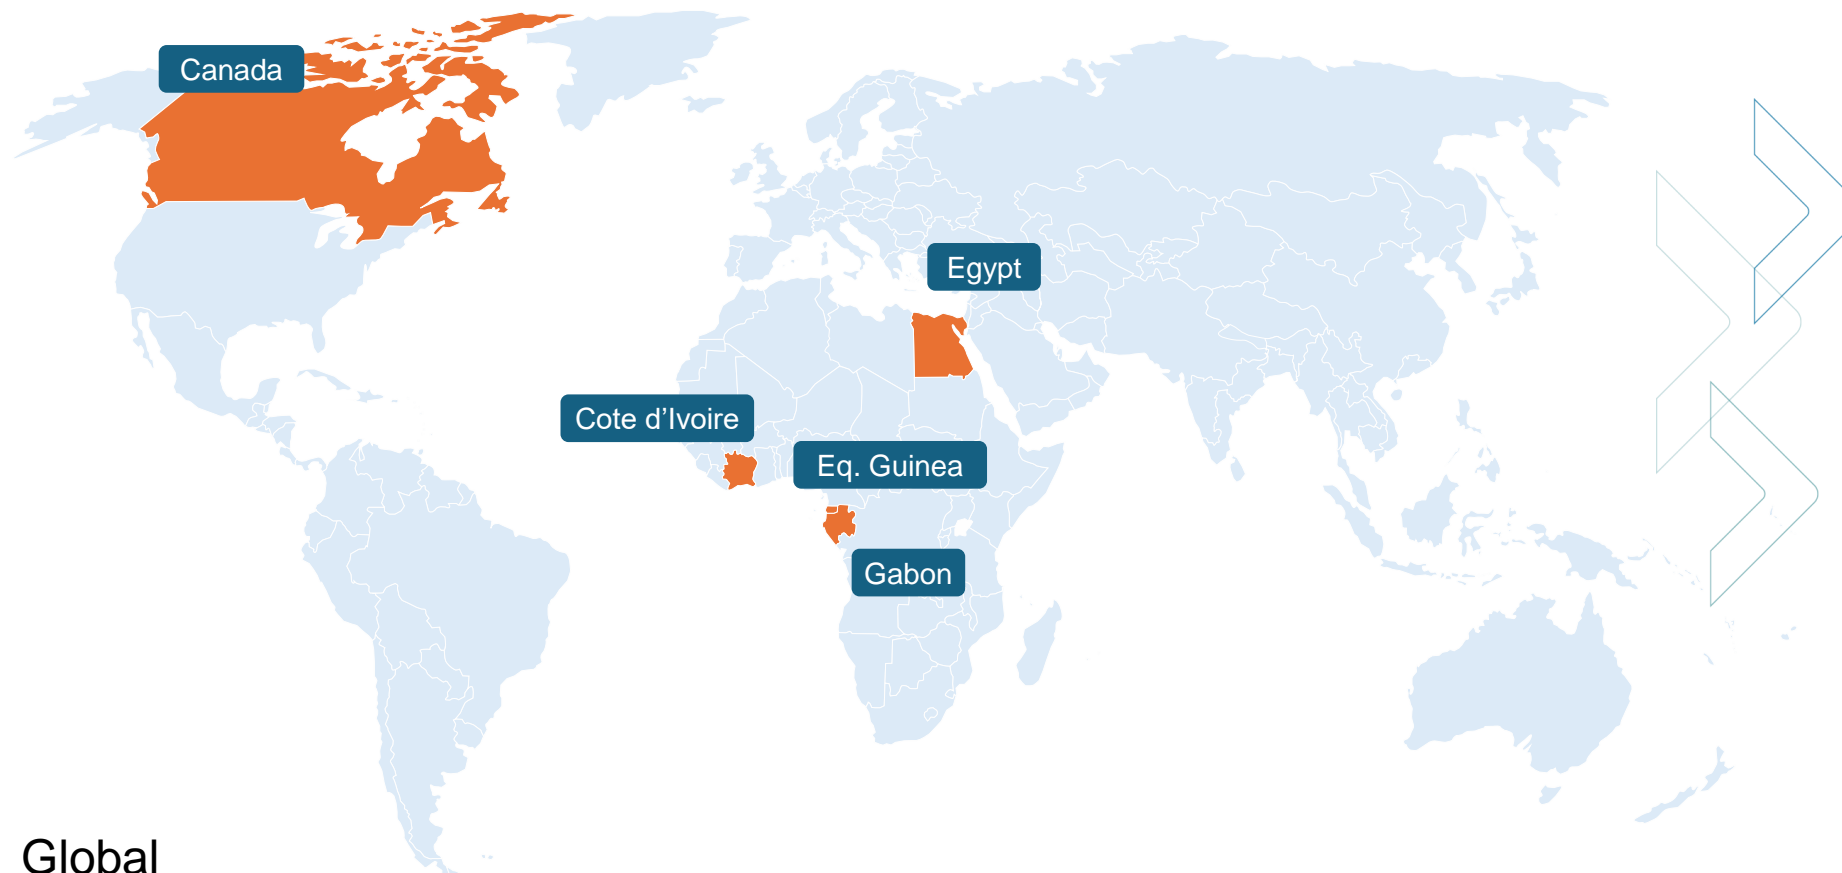 Canada
Egypt
Cote d’Ivoire
Eq. Guinea
Gabon
Global